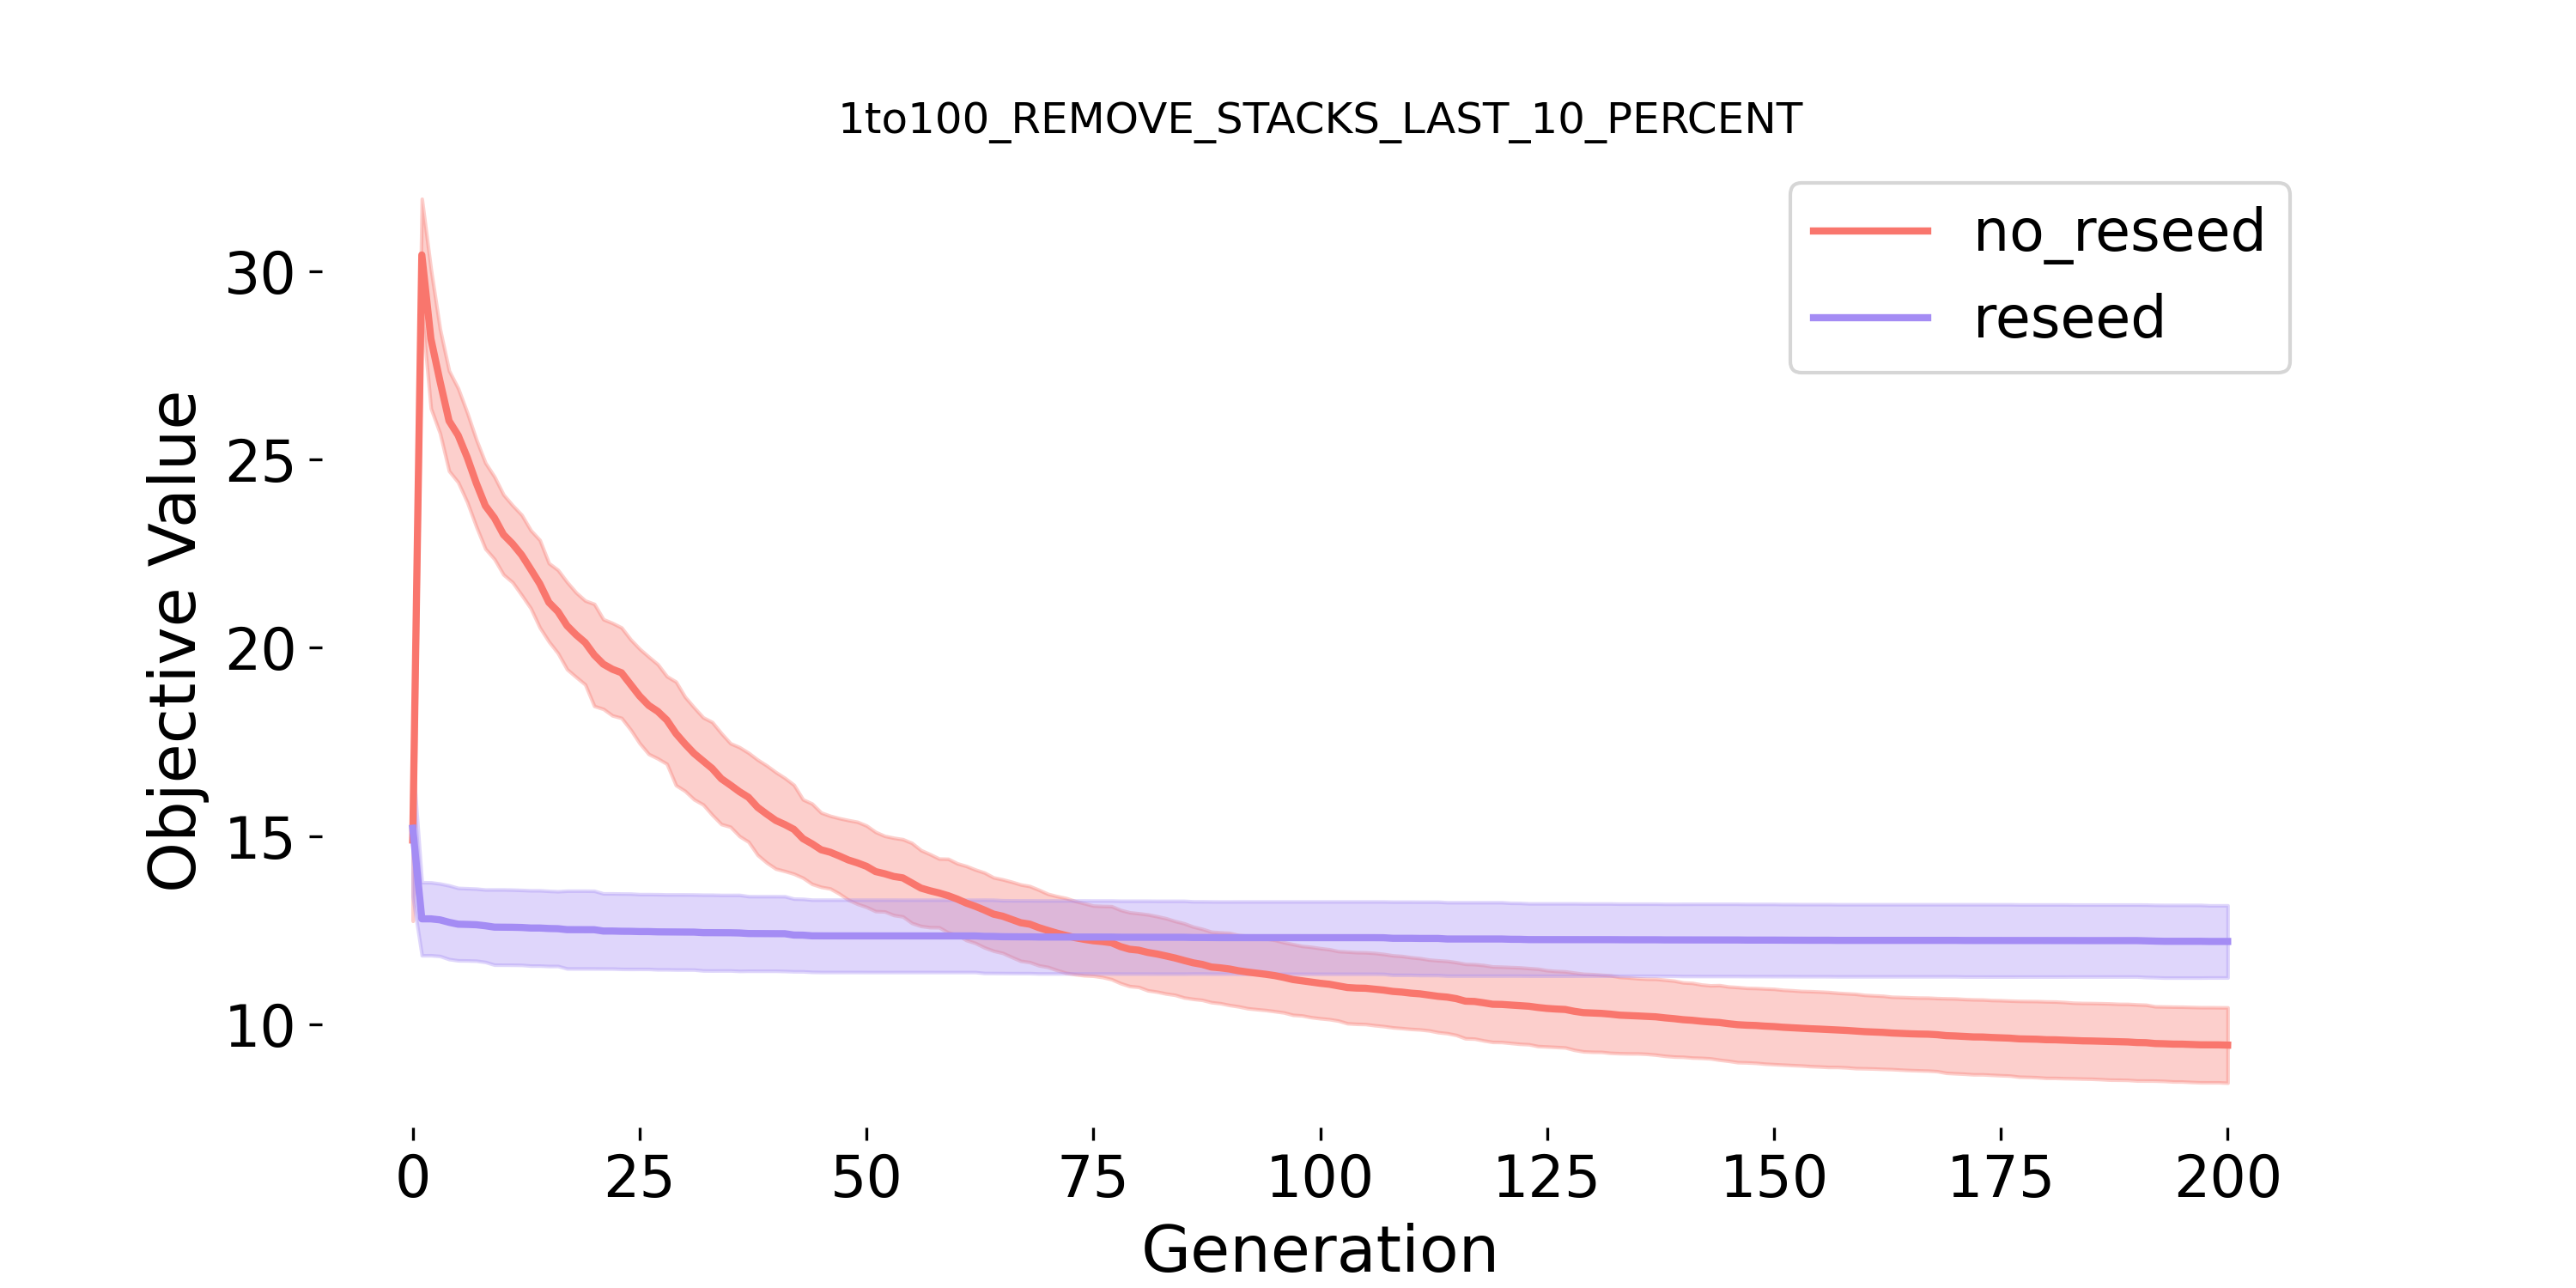 1to100_REMOVE_STACKS_LAST_10_PERCENT
no_reseed
reseed
Objective Value
30
25
20
15
10
0 25 50 75 100 125 150 175 200
Generation